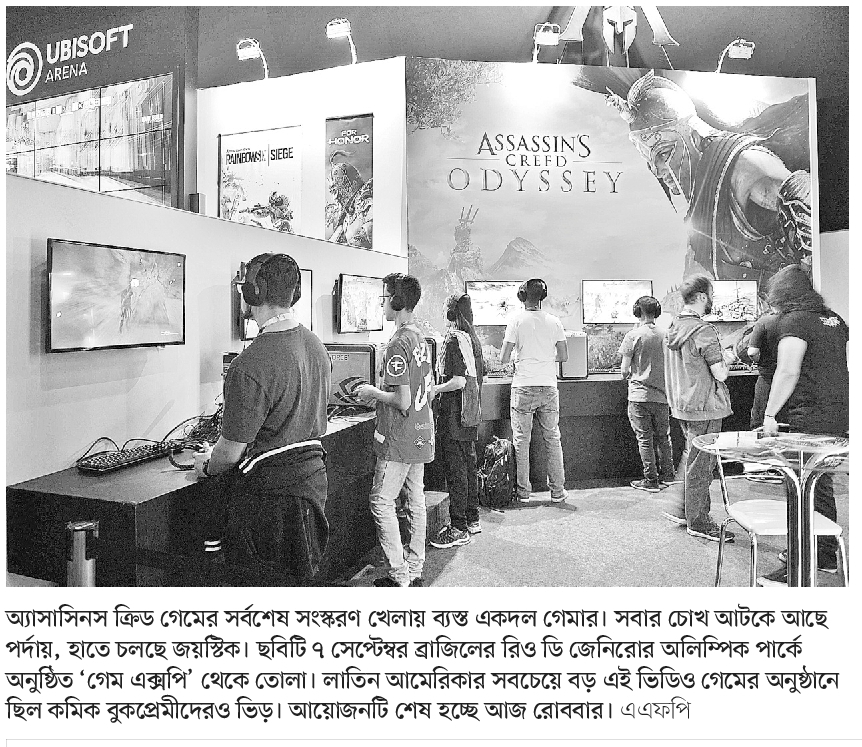 UBISOFT
ARENA
RAINBOW SIX | SIEGE
FOR
HONOR
ASSASSIN'S
CREED
ODYSSEY
অ্যাসাসিনস ক্রিড গেমের সর্বশেষ সংস্করণ খেলায় ব্যস্ত একদল গেমার। সবার চোখ আটকে আছে
পর্দায়, হাতে চলছে জয়স্টিক। ছবিটি ৭ সেপ্টেম্বর ব্রাজিলের রিও ডি জেনিরোর অলিম্পিক পার্কে
অনুষ্ঠিত ‘গেম এক্সপি’ থেকে তোলা। লাতিন আমেরিকার সবচেয়ে বড় এই ভিডিও গেমের অনুষ্ঠানে
ছিল কমিক বুকপ্রেমীদেরও ভিড়। আয়োজনটি শেষ হচ্ছে আজ রোববার। এএফপি